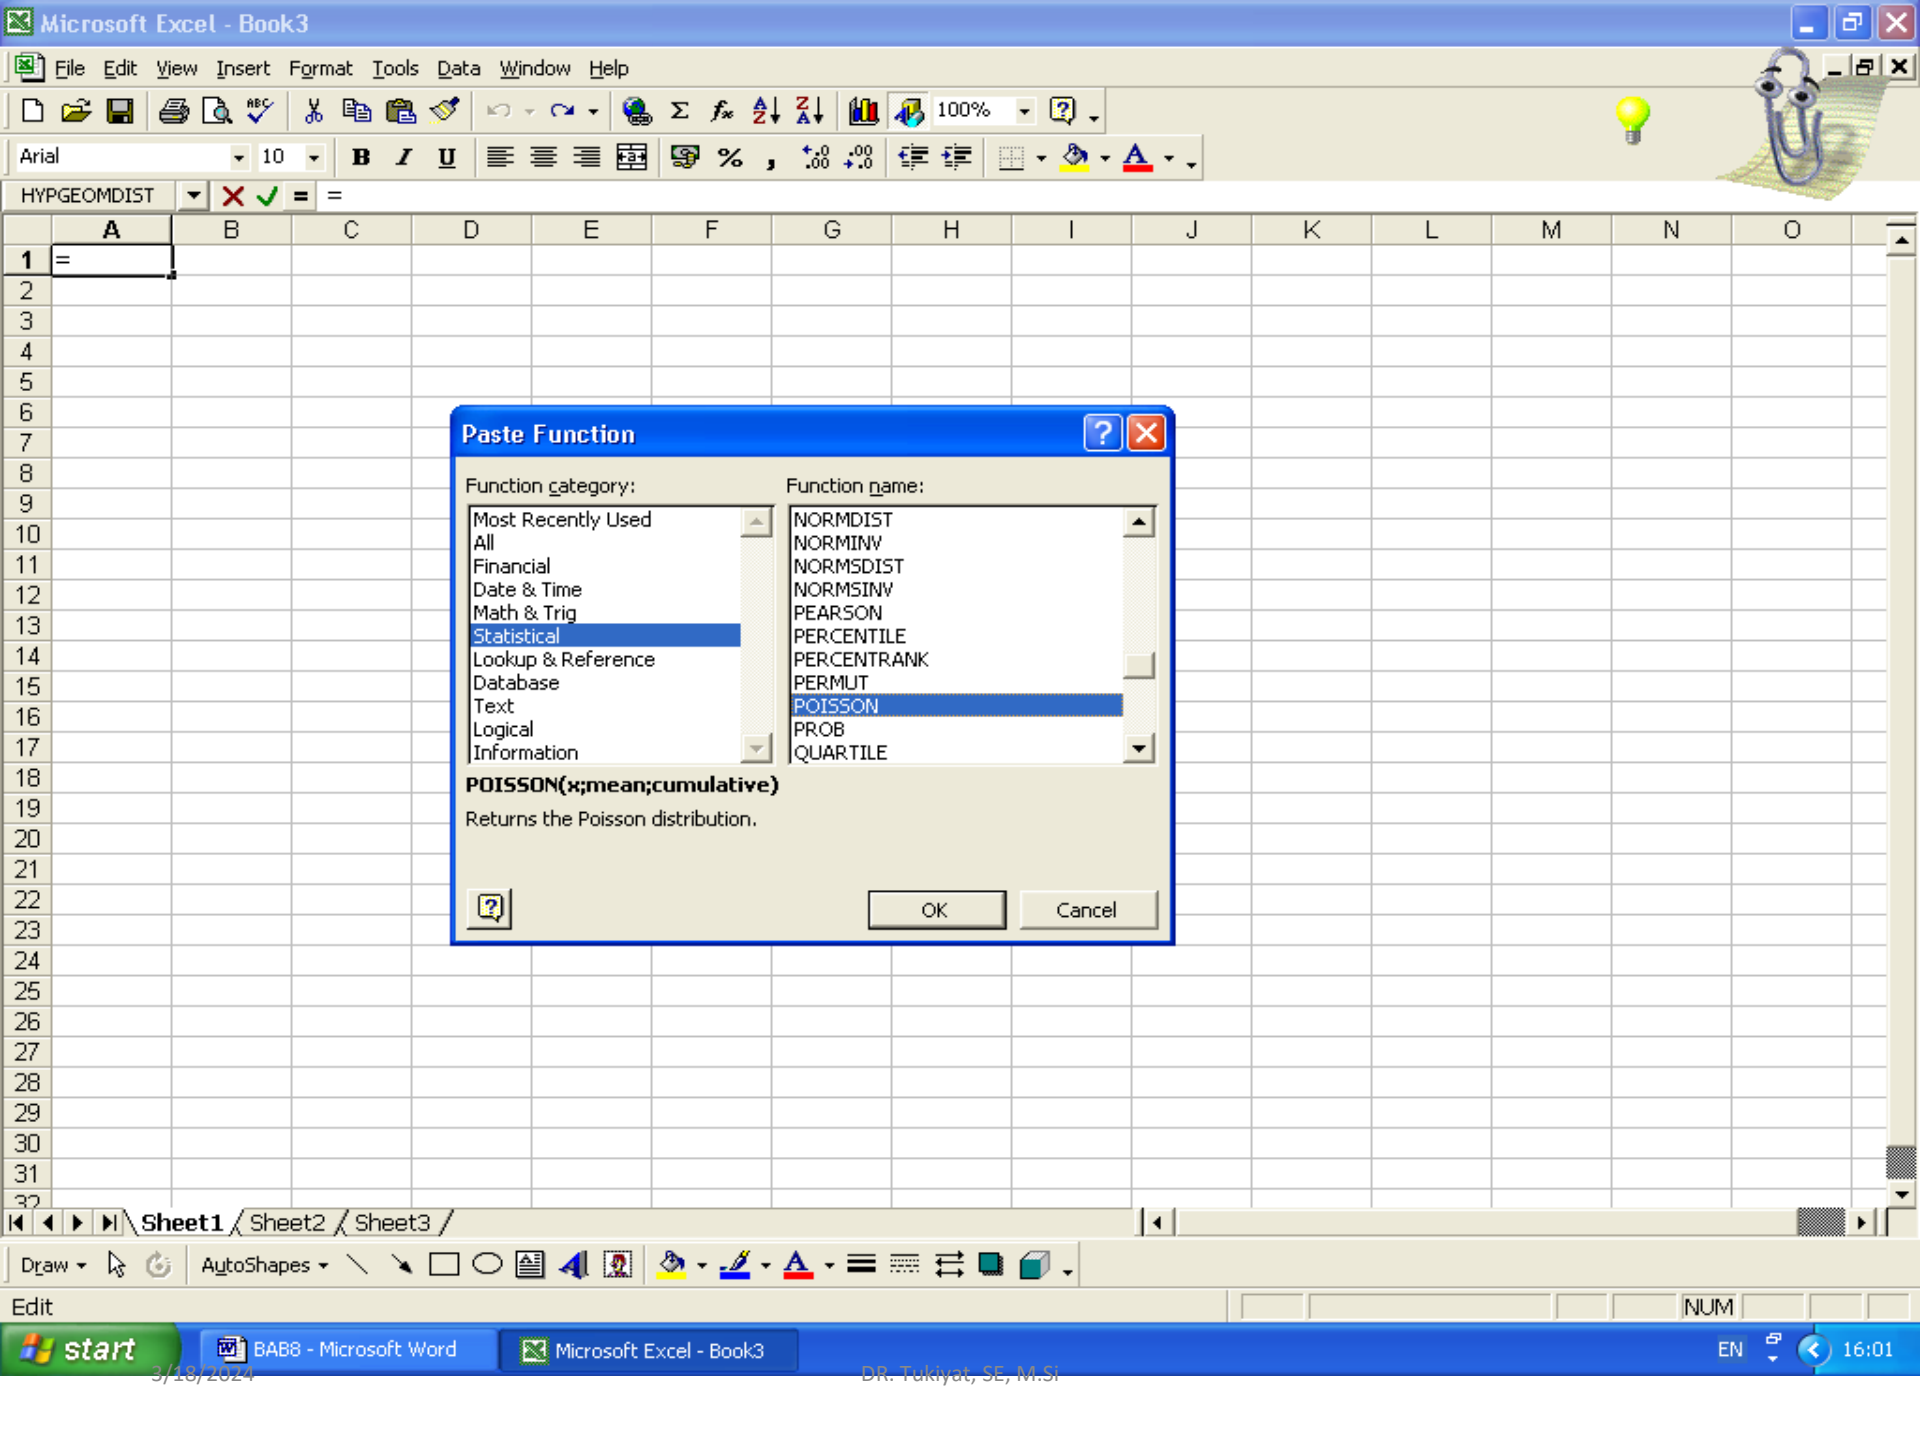 Microsoft Excel - Book3
File Edit View Insert Format Tools Data Window Help
100%
Arial 10 B I U % ,
HYPGEOMDIST = =
A B C D E F G H I J K L M N O
1 =
2
3
4
5
6
7
8
9
10
11
12
13
14
15
16
17
18
19
20
21
22
23
24
25
26
27
28
29
30
31
32
Paste Function
Function category: Function name:
Most Recently Used NORMDIST
All NORMINV
Financial NORMSDIST
Date & Time NORMSINV
Math & Trig PEARSON
Statistical PERCENTILE
Lookup & Reference PERCENTRANK
Database PERMUT
Text POISSON
Logical PROB
Information QUARTILE
POISSON(x;mean;cumulative)
Returns the Poisson distribution.
OK Cancel
Sheet1 Sheet2 Sheet3
Draw AutoShapes
Edit NUM
start BAB8 - Microsoft Word Microsoft Excel - Book3 EN 16:01
3/18/2024 DR. Tukiyat, SE, M.Si